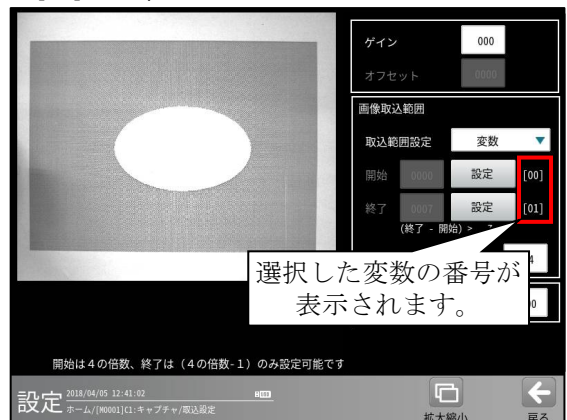 ゲイン 000
オフセット 0000
画像取込範囲
取込範囲設定 変数
開始 0000 設定 [00]
終了 0007 設定 [01]
(終了 - 開始) >
選択した変数の番号が
表示されます。
開始は４の倍数、終了は（４の倍数-１）のみ設定可能です
設定 2018/04/05 12:41:02
ホーム/[M0001]C1:キャプチャ/取込設定
拡大縮小 戻る